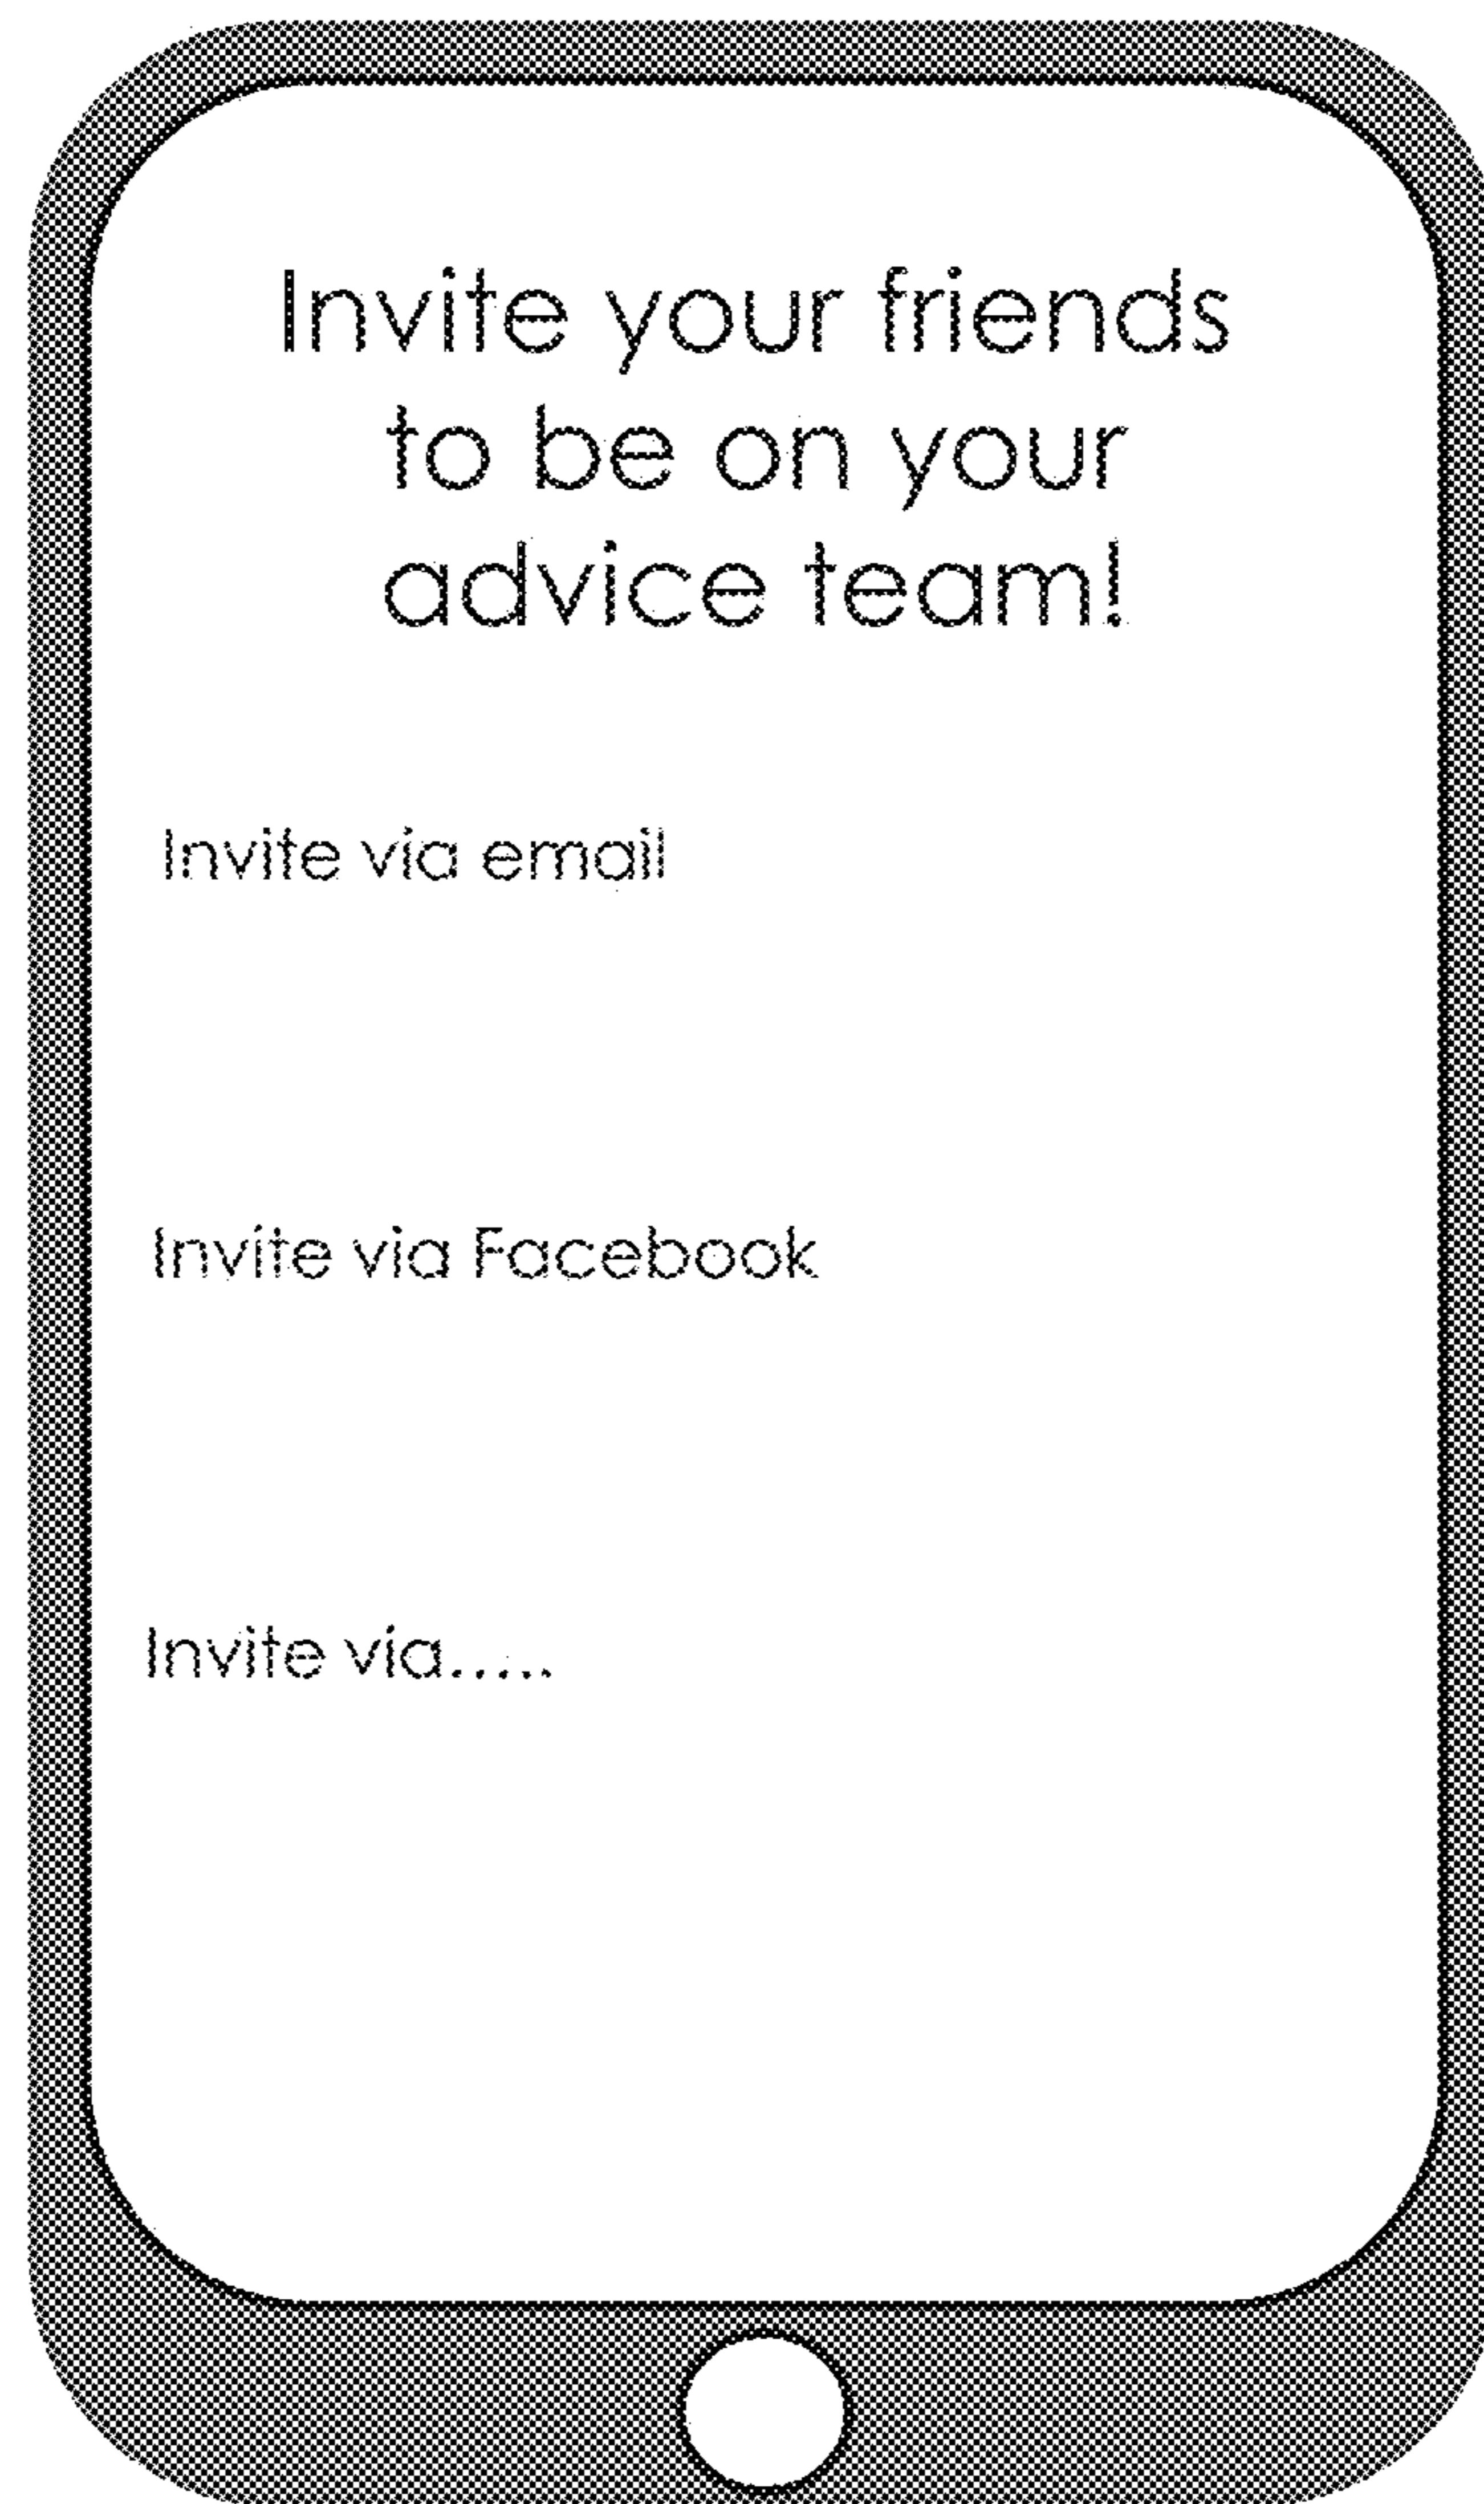 Invite your friends
to be on your
advice team!
Invite via email
Invite via Facebook
Invite via.....